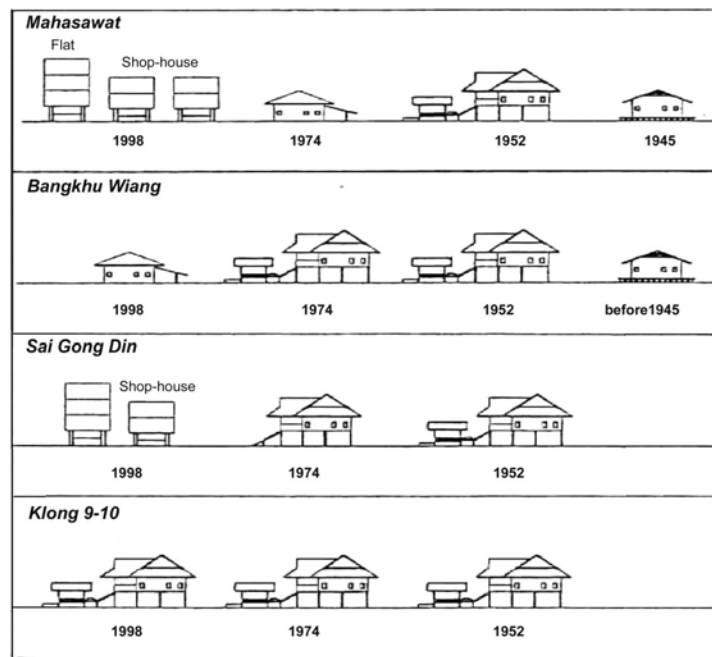 Mahasawat
Flat
Shop-house
1998 1974 1952 1945
Bangkhu Wiang
1998 1974 1952 before1945
Sai Gong Din
Shop-house
1998 1974 1952
Klong 9-10
1998 1974 1952